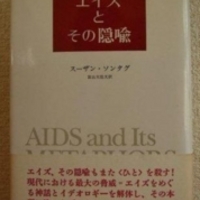 エイズ
と
その隠喩
スーザン・ソンタグ
AIDS and Its
METAPHORS
エイズ、その隠喩もまた〈ひと〉を殺す!
現代における最大の脅威=エイズをめぐ
る神話とイデオロギーを解体し、その本